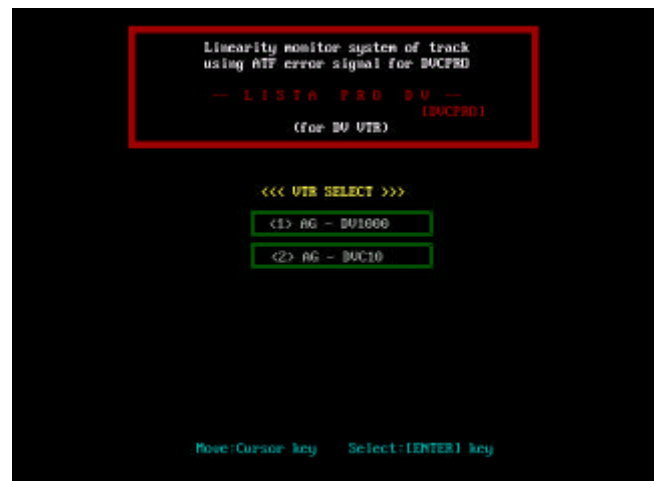 Linearity monitor system of track
using ATF error signal for DVCPRO
-- L I S T A   P R O   D V --
[DVCPRO]
(for DV VTR)
<<< VTR SELECT >>>
<1> AG - DV1000
<2> AG - DVC10
Move:Cursor key    Select:[ENTER] key